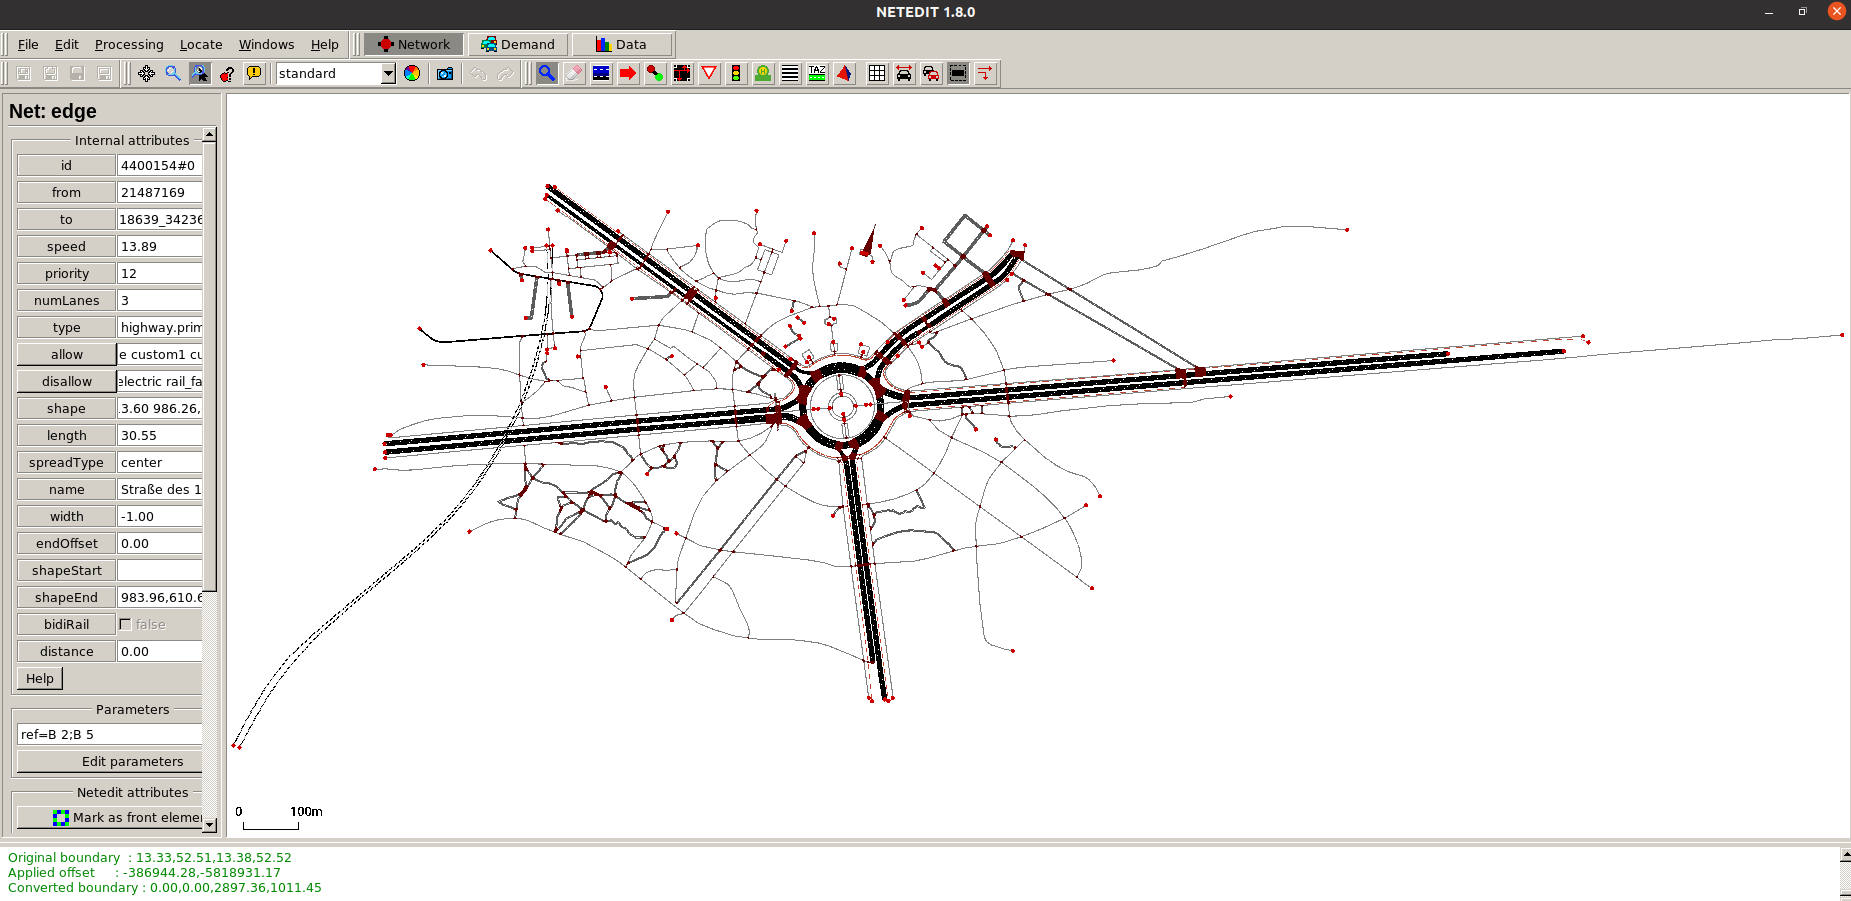 NETEDIT 1.8.0
File Edit Processing Locate Windows Help Network Demand Data
standard TAZ
Net: edge
Internal attributes
id 4400154#0
from 21487169
to 18639_34236
speed 13.89
priority 12
numLanes 3
type highway.prim
allow e custom1 cu
disallow electric rail_fa
shape .3.60 986.26,
length 30.55
spreadType center
name Straße des 1
width -1.00
endOffset 0.00
shapeStart
shapeEnd 983.96,610.6
bidiRail false
distance 0.00
Help
Parameters
ref=B 2;B 5
Edit parameters
Netedit attributes
Mark as front elemer
0 100m
Original boundary : 13.33,52.51,13.38,52.52
Applied offset : -386944.28,-5818931.17
Converted boundary : 0.00,0.00,2897.36,1011.45